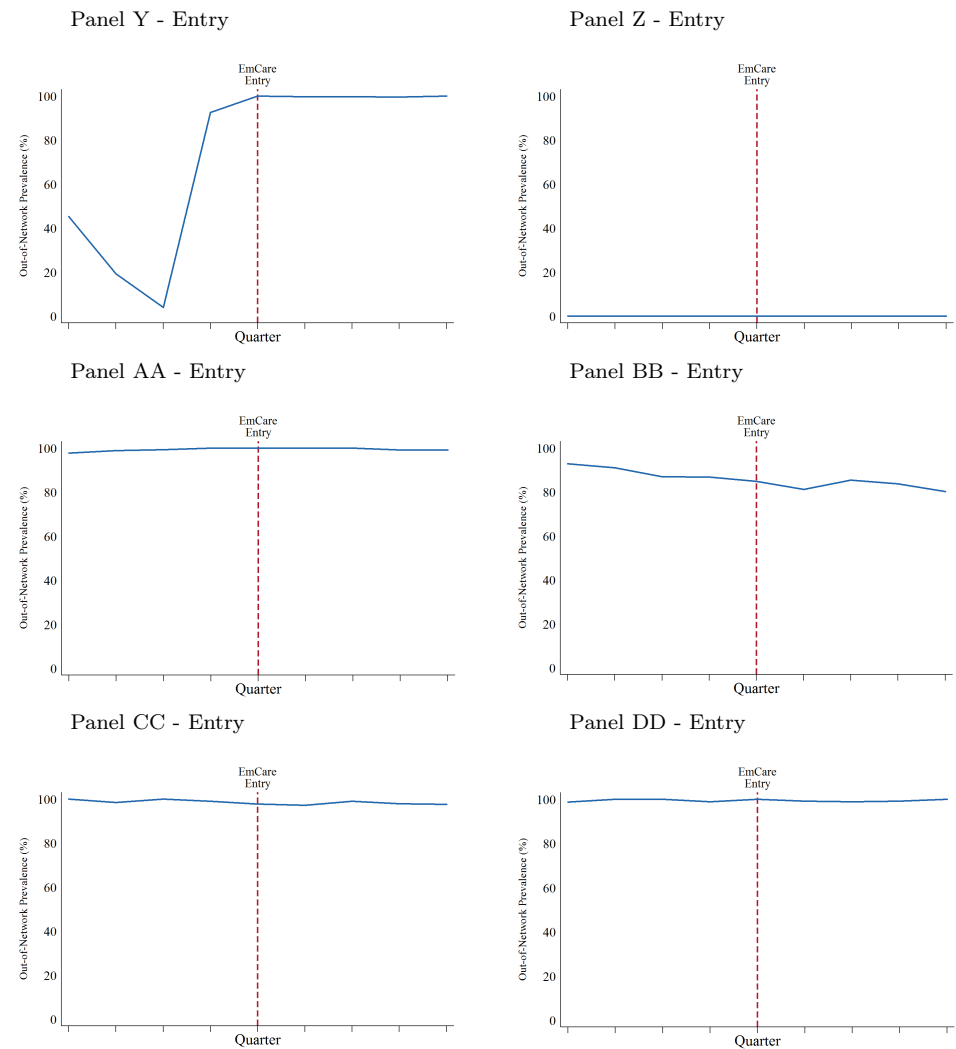 Panel Y - Entry
EmCare
Entry
Out-of-Network Prevalence (%)
100
80
60
40
20
0
Quarter
Panel Z - Entry
EmCare
Entry
Out-of-Network Prevalence (%)
100
80
60
40
20
0
Quarter
Panel AA - Entry
EmCare
Entry
Out-of-Network Prevalence (%)
100
80
60
40
20
0
Quarter
Panel BB - Entry
EmCare
Entry
Out-of-Network Prevalence (%)
100
80
60
40
20
0
Quarter
Panel CC - Entry
EmCare
Entry
Out-of-Network Prevalence (%)
100
80
60
40
20
0
Quarter
Panel DD - Entry
EmCare
Entry
Out-of-Network Prevalence (%)
100
80
60
40
20
0
Quarter